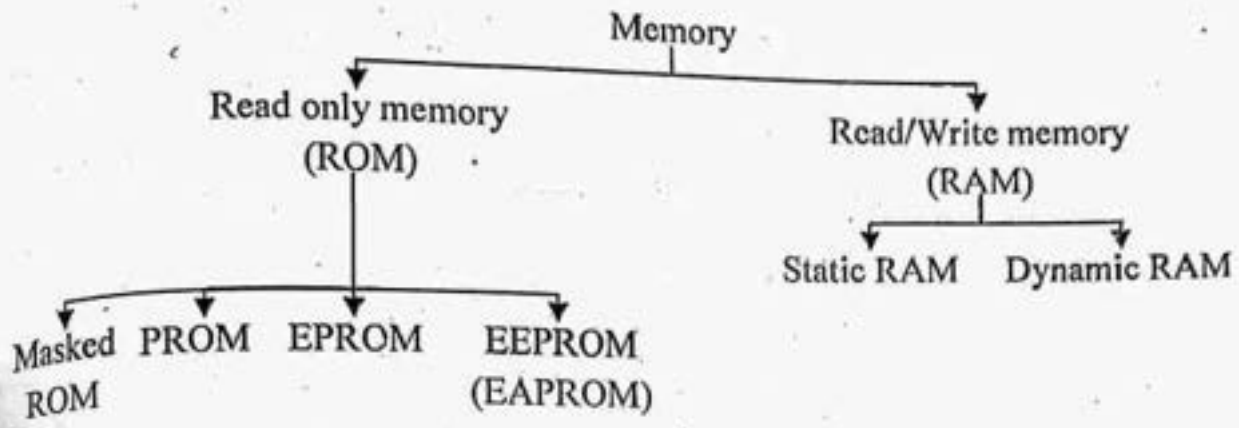 Memory
Read only memory
(ROM)
Read/Write memory
(RAM)
Static RAM
Dynamic RAM
Masked
ROM
PROM
EPROM
EEPROM
(EAPROM)